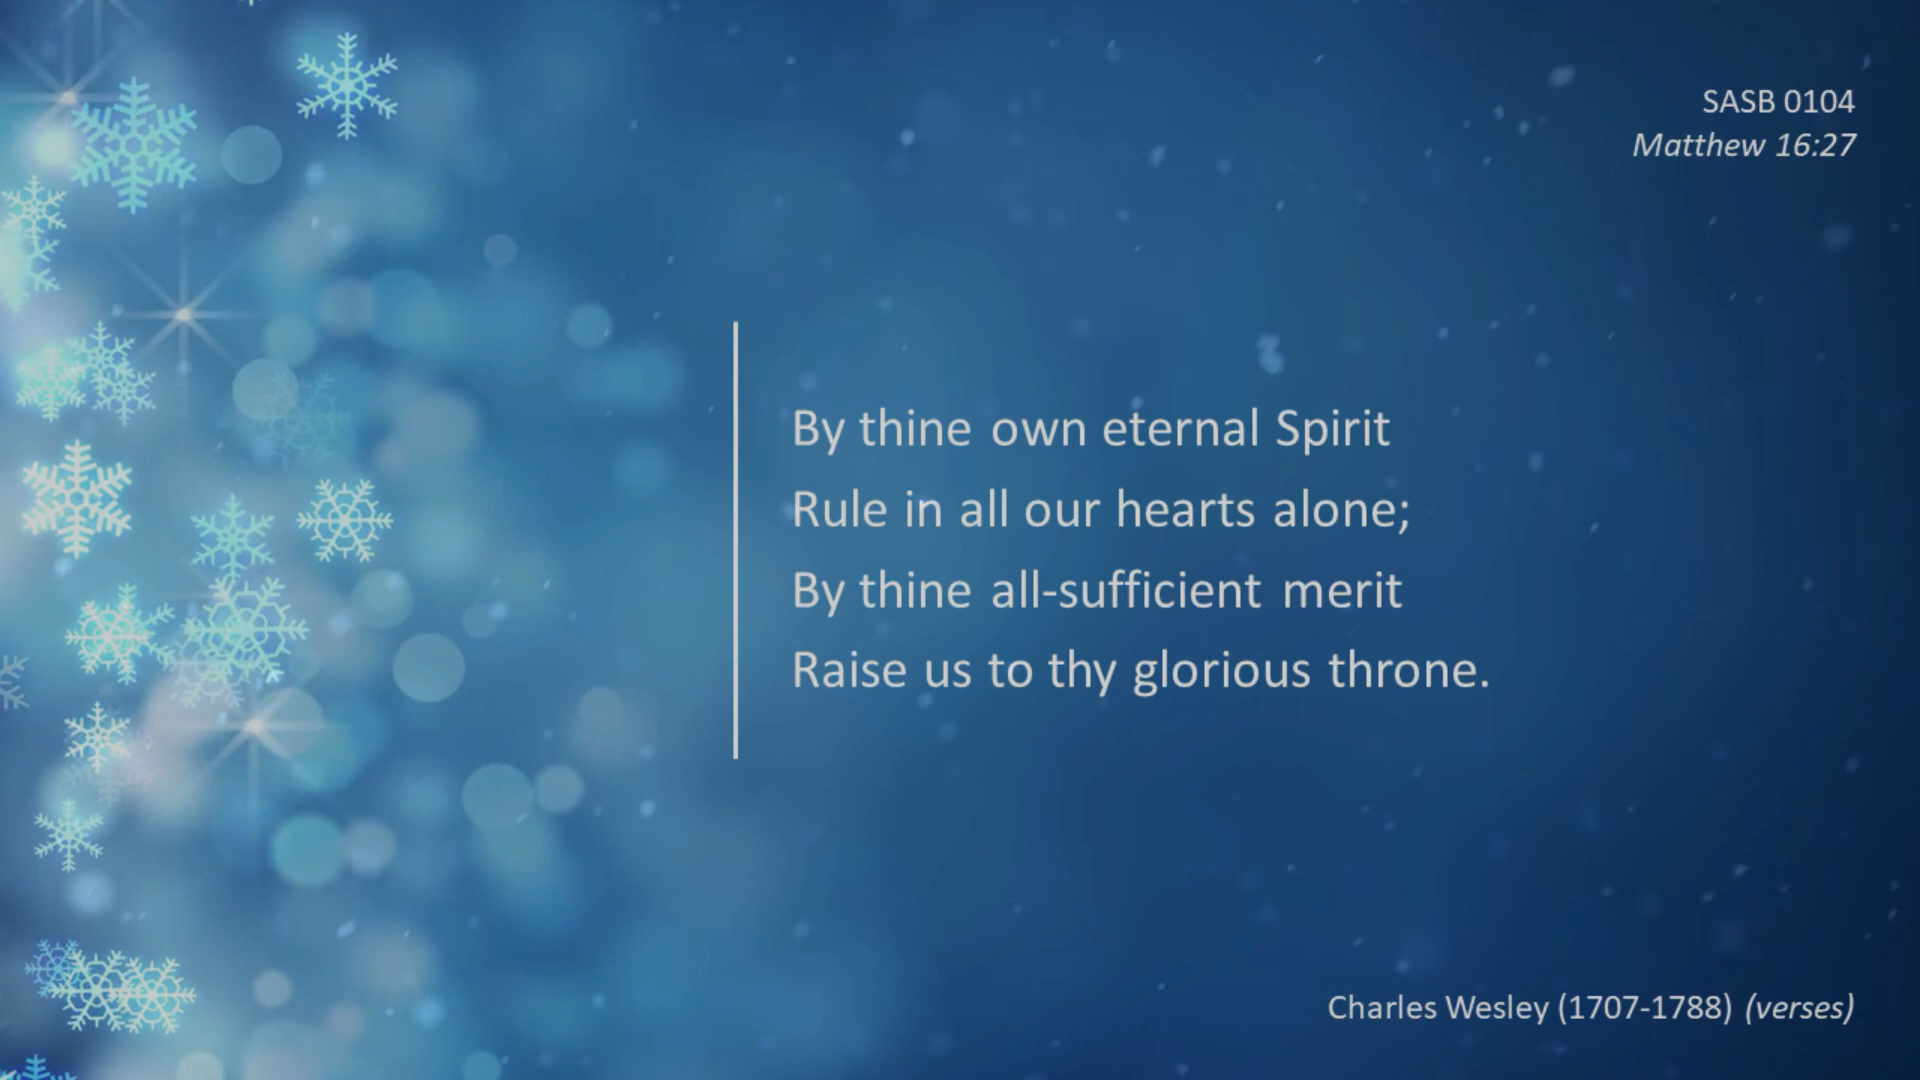 SASB 0104
Matthew 16:27
By thine own eternal Spirit
Rule in all our hearts alone;
By thine all-sufficient merit
Raise us to thy glorious throne.
Charles Wesley (1707-1788) (verses)